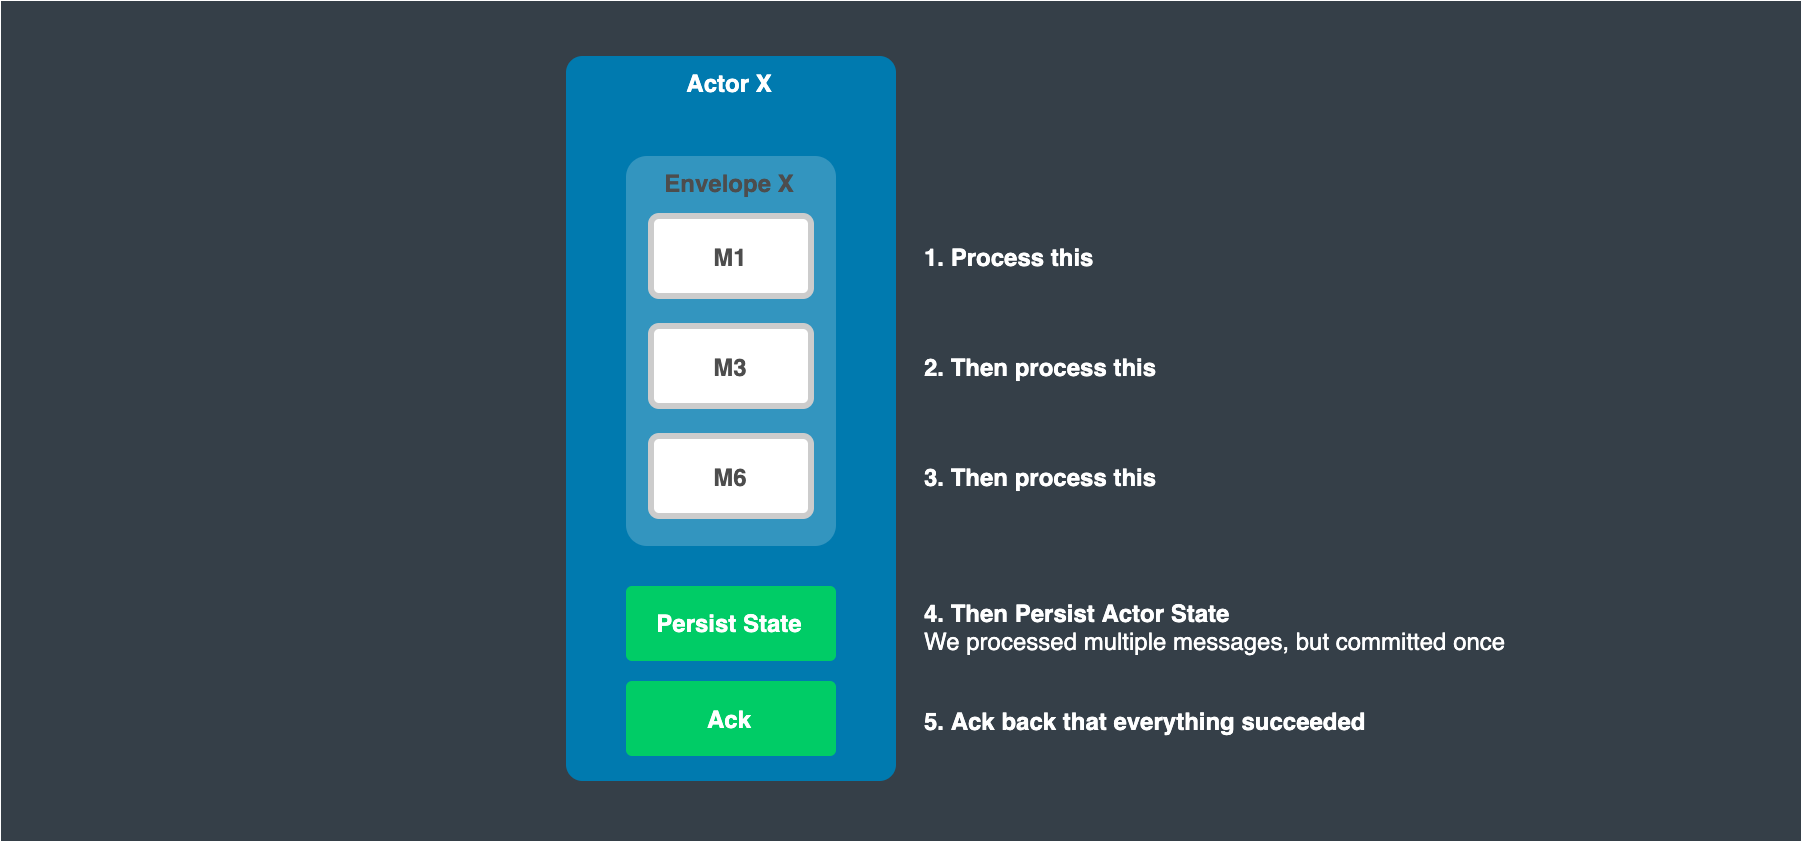 Actor X
Envelope X
M1
1. Process this
M3
2. Then process this
M6
3. Then process this
Persist State
4. Then Persist Actor State
We processed multiple messages, but committed once
Ack
5. Ack back that everything succeeded